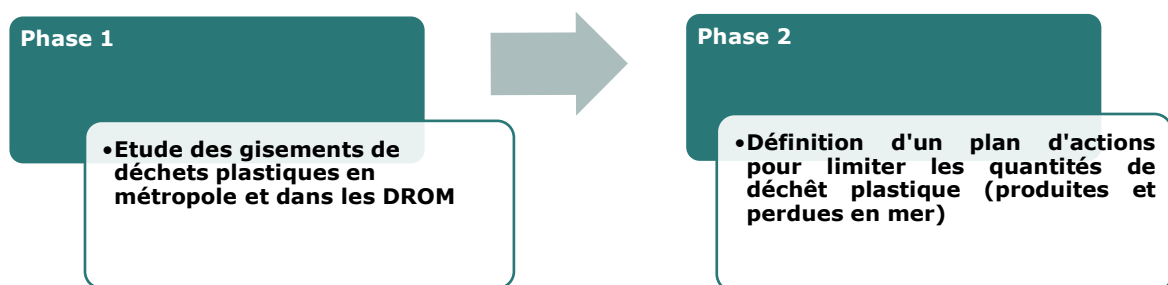 Phase 1
•Etude des gisements de
déchets plastiques en
métropole et dans les DROM
Phase 2
•Définition d'un plan d'actions
pour limiter les quantités de
déchêt plastique (produites et
perdues en mer)